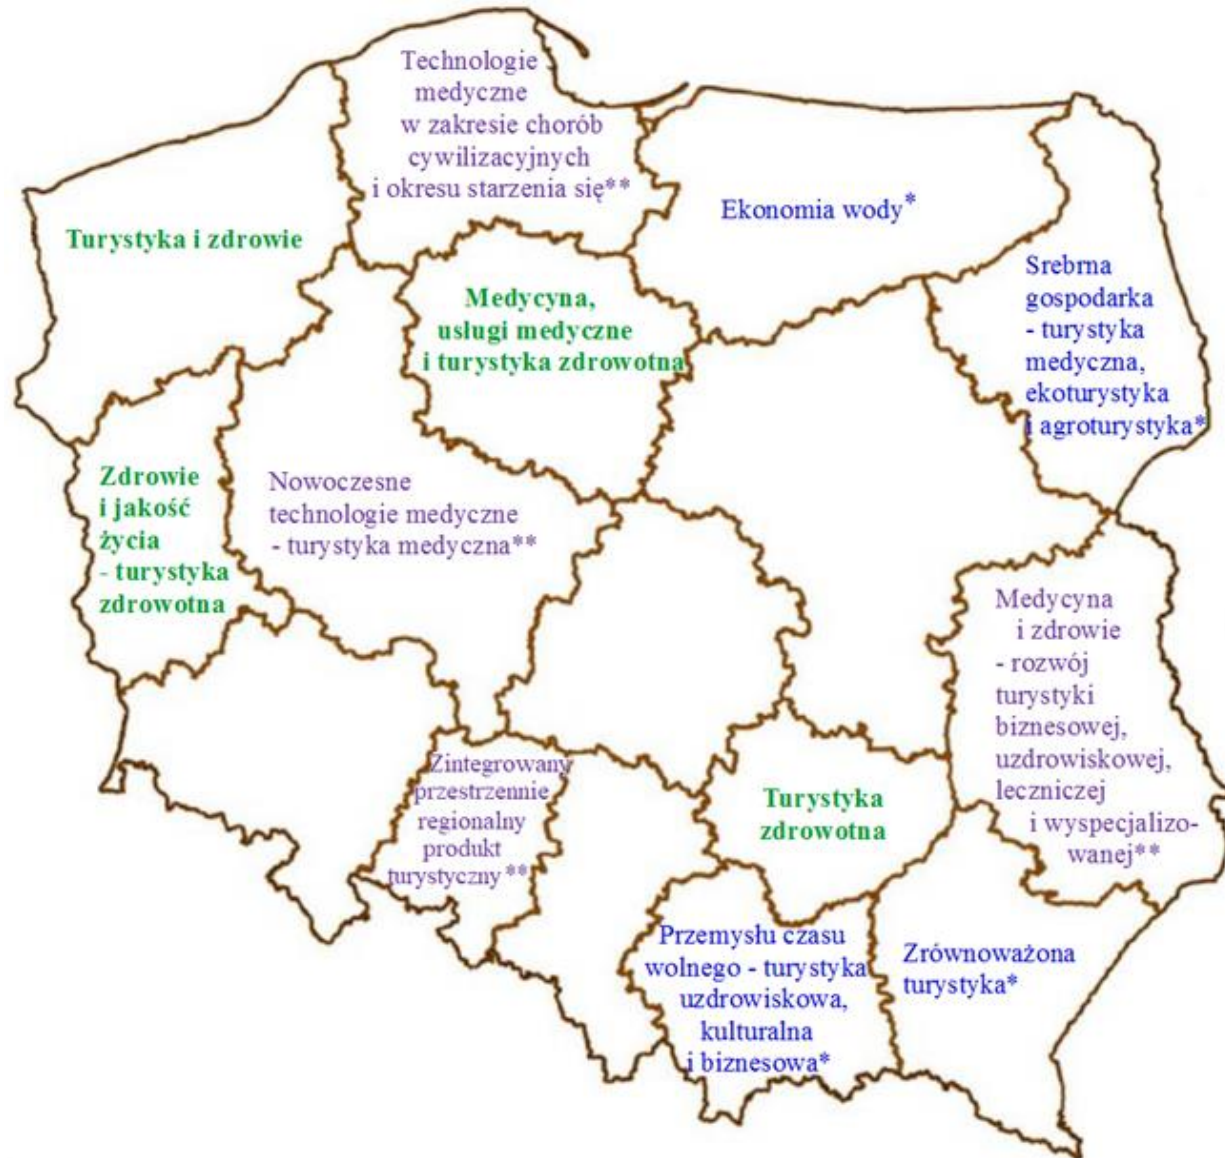 Technologie
medyczne
w zakresie chorób
cywilizacyjnych
i okresu starzenia się**
Ekonomia wody*
Turystyka i zdrowie
Srebrna
gospodarka
- turystyka
medyczna,
ekoturystyka
i agroturystyka*
Medycyna,
usługi medyczne
i turystyka zdrowotna
Zdrowie
i jakość
życia
- turystyka
zdrowotna
Nowoczesne
technologie medyczne
- turystyka medyczna**
Medycyna
i zdrowie
- rozwój
turystyki
biznesowej,
uzdrowiskowej,
leczniczej
i wyspecjalizo-
wanej**
Zintegrowany
przestrzennie
regionalny
produkt
turystyczny**
Turystyka
zdrowotna
Przemysłu czasu
wolnego - turystyka
uzdrowiskowa,
kulturalna
i biznesowa*
Zrównoważona
turystyka*